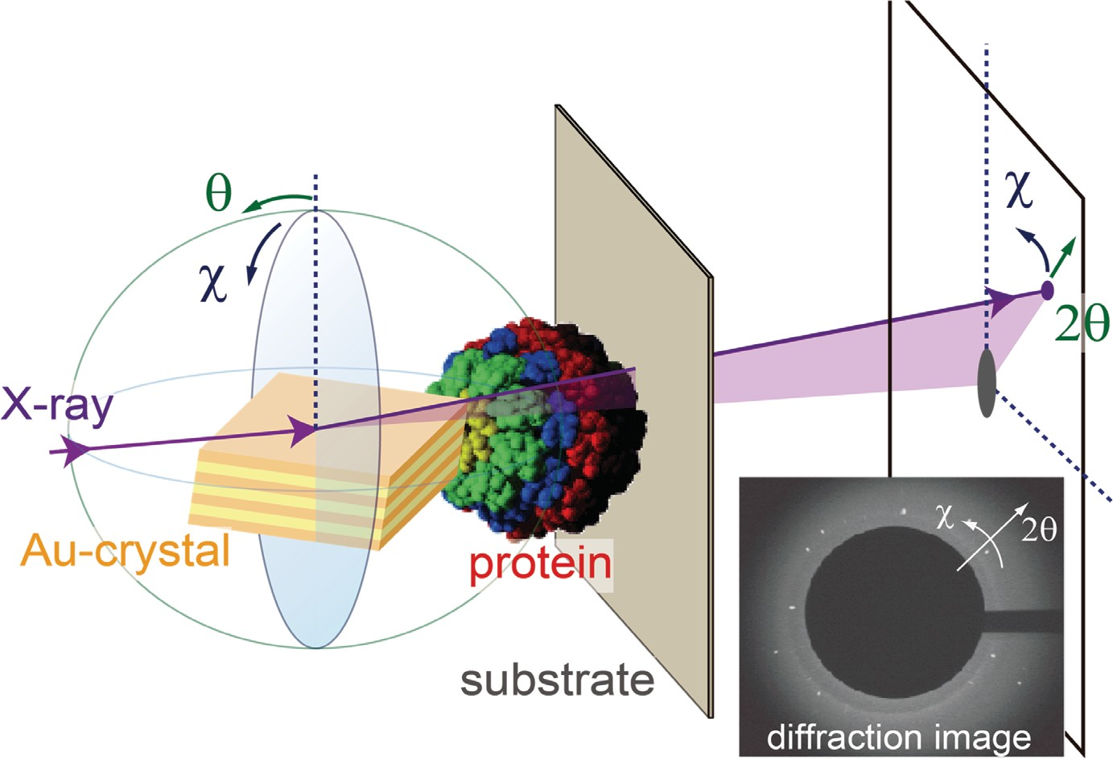 θ
χ
X-ray
Au-crystal
protein
substrate
χ
2θ
χ
2θ
diffraction image